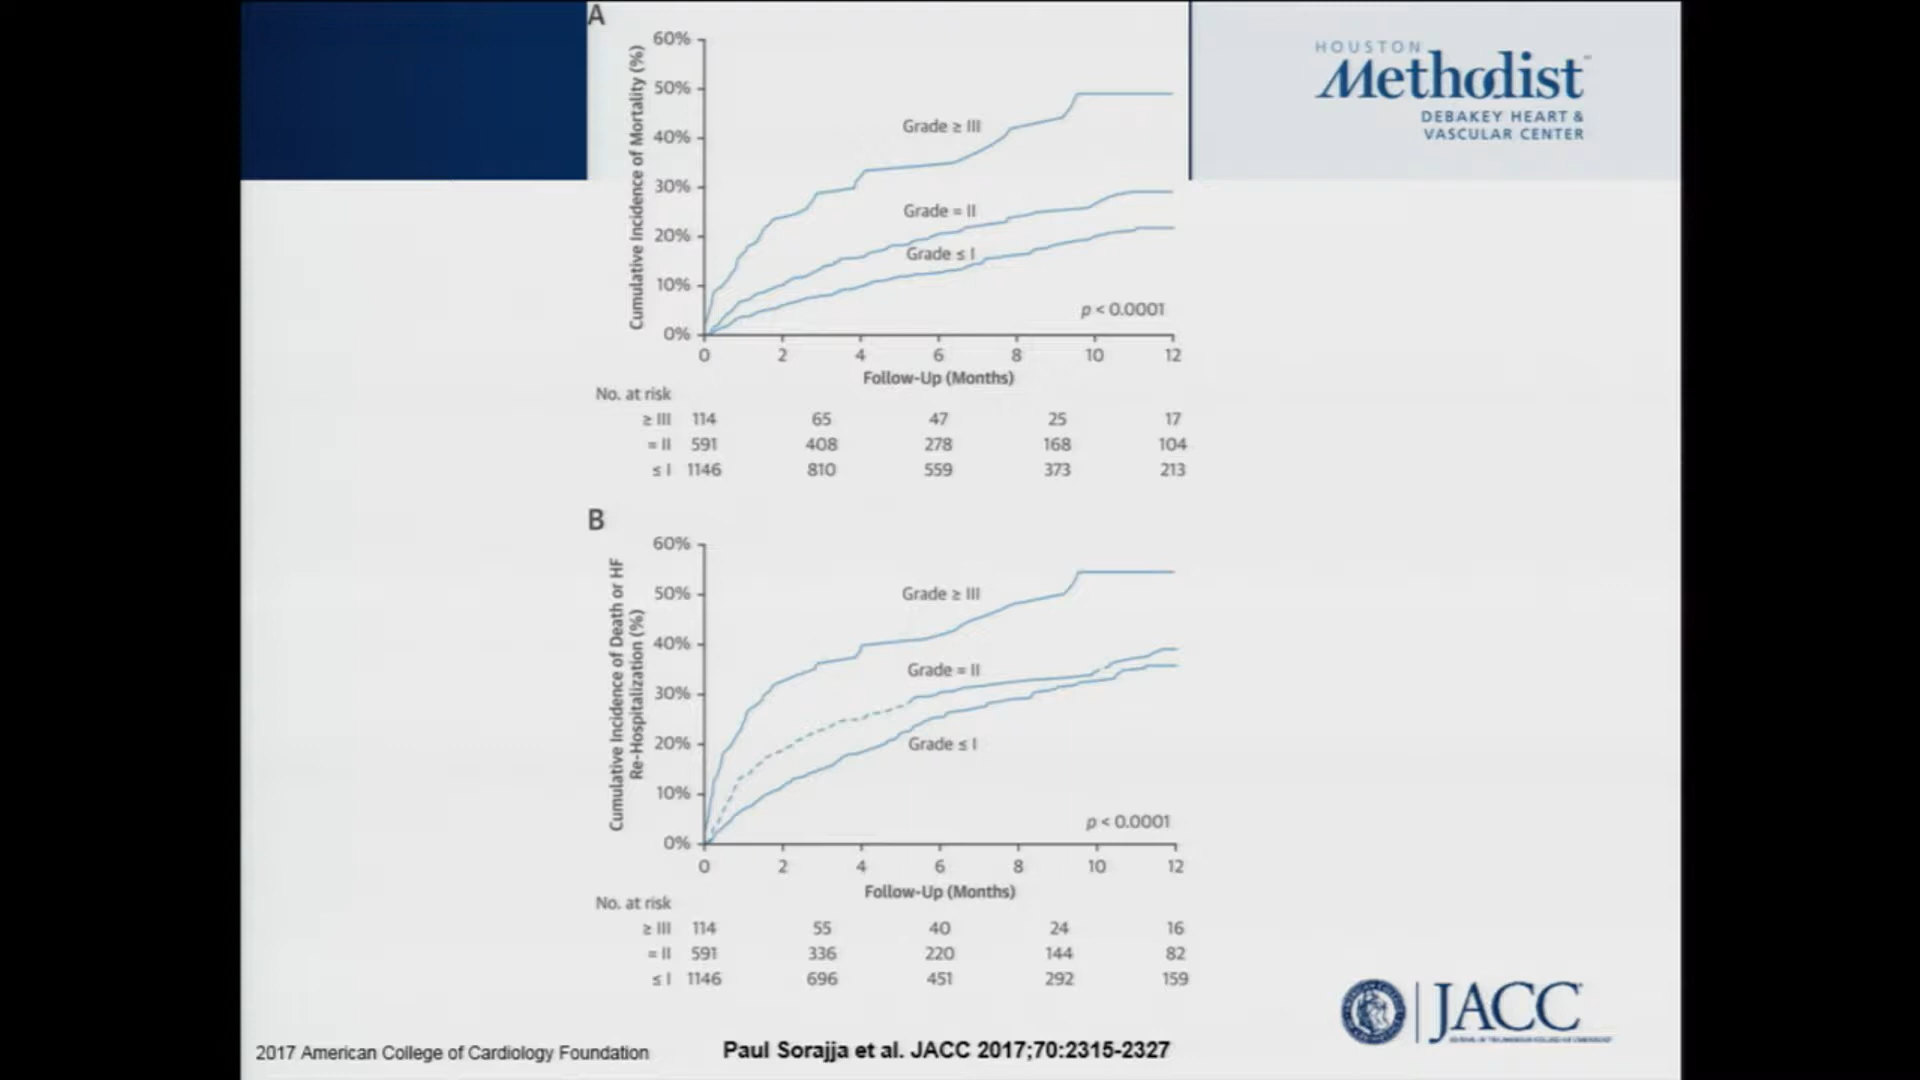 HOUSTON
Methodist
DEBAKEY HEART &
VASCULAR CENTER
A
Cumulative Incidence of Mortality (%)
60%
50%
40%
30%
20%
10%
0%
Grade ≥ III
Grade = II
Grade ≤ I
p < 0.0001
0 2 4 6 8 10 12
Follow-Up (Months)
No. at risk
≥ III 114 65 47 25 17
= II 591 408 278 168 104
≤ I 1146 810 559 373 213
B
Cumulative Incidence of Death or HF
Re-Hospitalization (%)
60%
50%
40%
30%
20%
10%
0%
Grade ≥ III
Grade = II
Grade ≤ I
p < 0.0001
0 2 4 6 8 10 12
Follow-Up (Months)
No. at risk
≥ III 114 55 40 24 16
= II 591 336 220 144 82
≤ I 1146 696 451 292 159
JACC
2017 American College of Cardiology Foundation
Paul Sorajja et al. JACC 2017;70:2315-2327